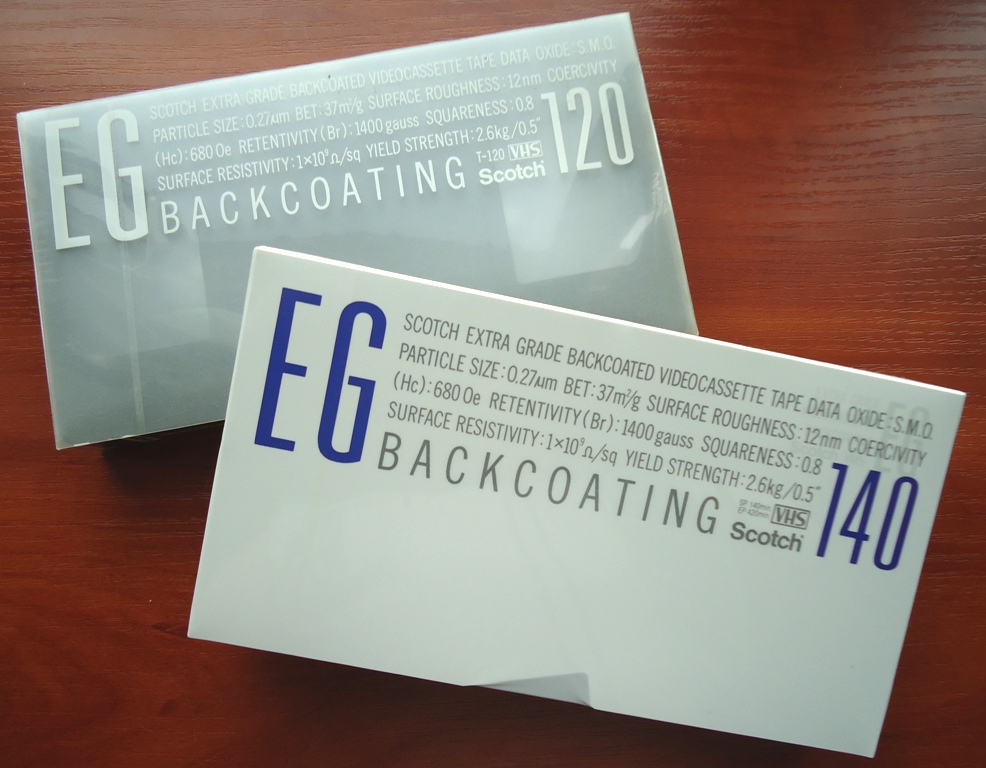 EG
SCOTCH EXTRA GRADE BACKCOATED VIDEOCASSETTE TAPE DATA OXIDE:S.M.O.
PARTICLE SIZE:0.27μm BET:37m²/g SURFACE ROUGHNESS:12nm COERCIVITY
(Hc):680 Oe RETENTIVITY(Br):1400 gauss SQUARENESS:0.8
SURFACE RESISTIVITY:1×10⁹Ω/sq YIELD STRENGTH:2.6kg/0.5"
BACKCOATING
T-120 VHS
Scotch
120
EG
SCOTCH EXTRA GRADE BACKCOATED VIDEOCASSETTE TAPE DATA OXIDE:S.M.O.
PARTICLE SIZE:0.27μm BET:37m²/g SURFACE ROUGHNESS:12nm COERCIVITY
(Hc):680 Oe RETENTIVITY(Br):1400 gauss SQUARENESS:0.8
SURFACE RESISTIVITY:1×10⁹Ω/sq YIELD STRENGTH:2.6kg/0.5"
BACKCOATING
SP 140min
EP 420min
VHS
Scotch
140